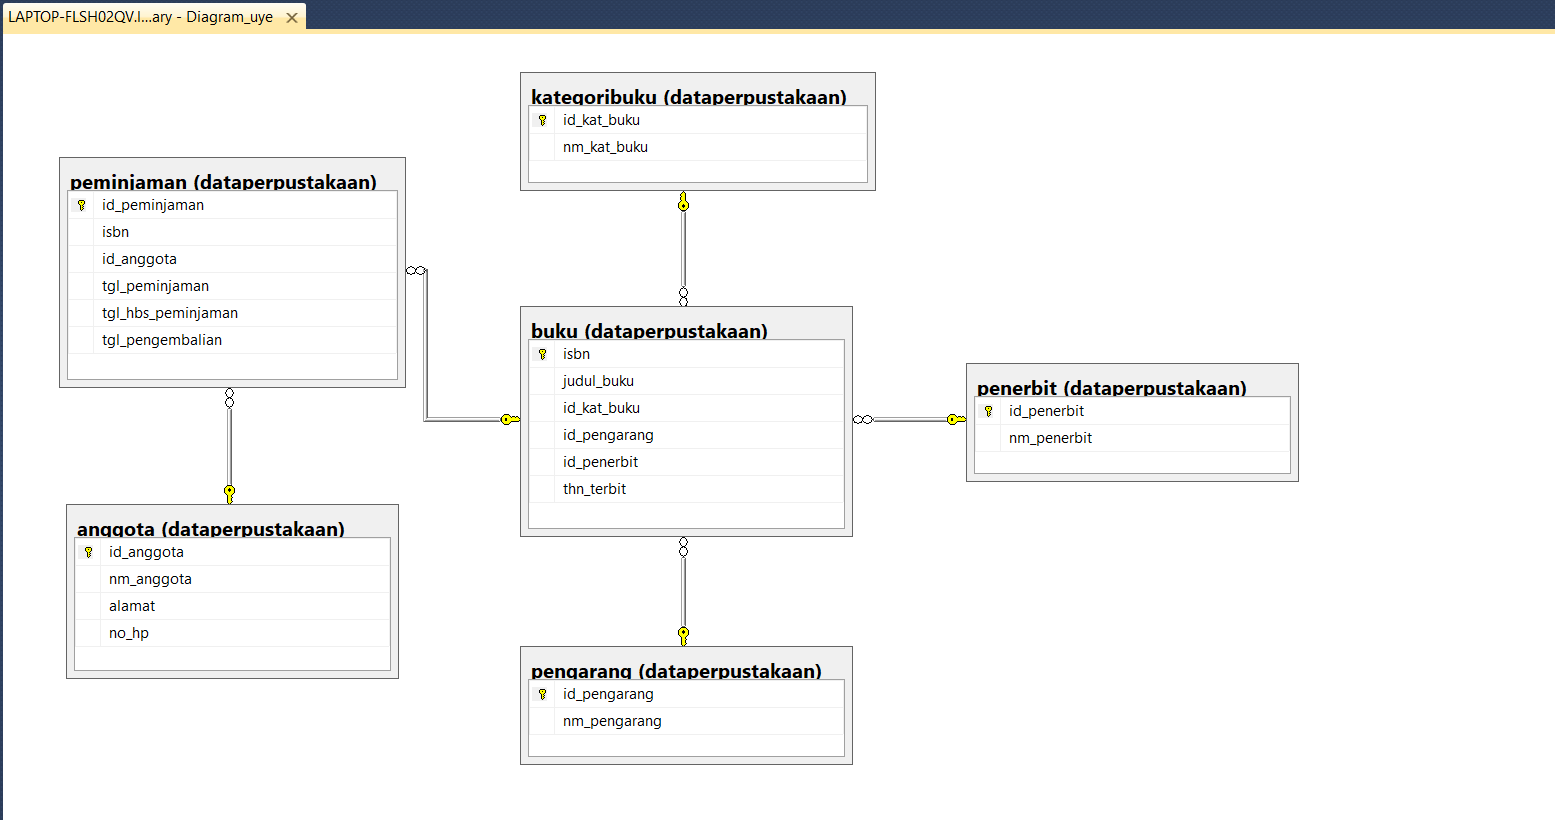 LAPTOP-FLSH02QV.l...ary - Diagram_uye
kategoribuku (dataperpustakaan)
id_kat_buku
nm_kat_buku
peminjaman (dataperpustakaan)
id_peminjaman
isbn
id_anggota
tgl_peminjaman
tgl_hbs_peminjaman
tgl_pengembalian
buku (dataperpustakaan)
isbn
judul_buku
id_kat_buku
id_pengarang
id_penerbit
thn_terbit
penerbit (dataperpustakaan)
id_penerbit
nm_penerbit
anggota (dataperpustakaan)
id_anggota
nm_anggota
alamat
no_hp
pengarang (dataperpustakaan)
id_pengarang
nm_pengarang